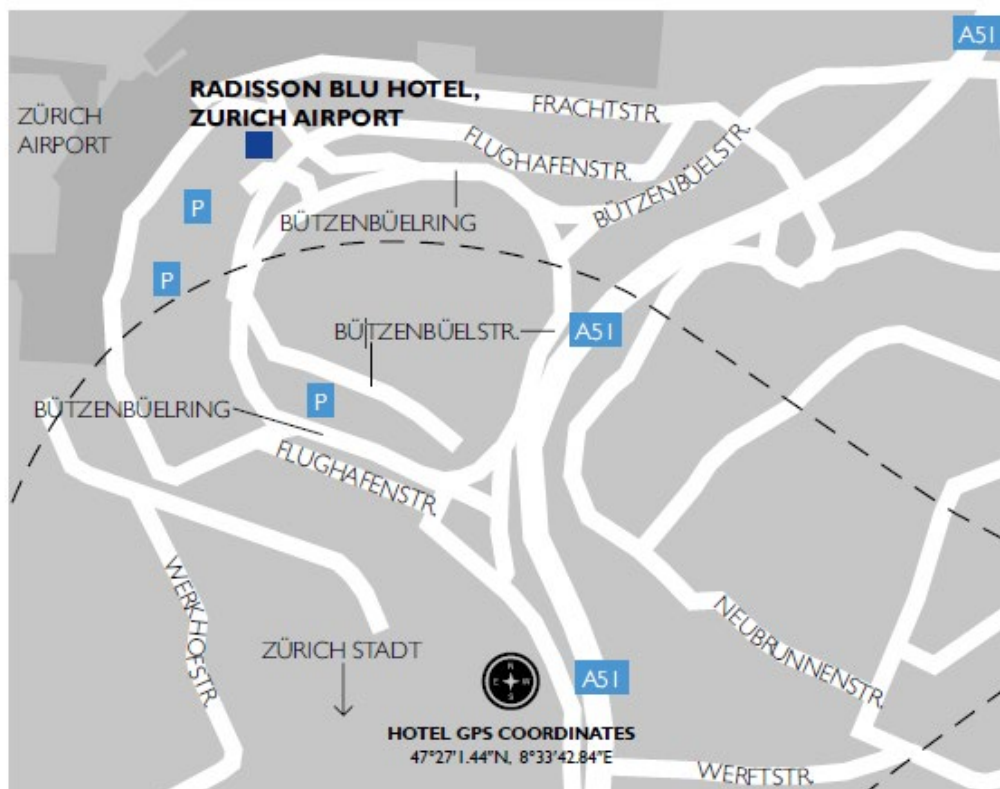 A51
RADISSON BLU HOTEL,
ZURICH AIRPORT
ZÜRICH
AIRPORT
FRACHTSTR.
FLUGHAFENSTR.
BÜTZENBÜELSTR.
P
BÜTZENBÜELRING
P
BÜTZENBÜELSTR.
A51
P
BÜTZENBÜELRING
FLUGHAFENSTR.
WERKHOFSTR.
NEUBRUNNENSTR.
ZÜRICH STADT
N
E W
S
A51
HOTEL GPS COORDINATES
47°27'1.44"N, 8°33'42.84"E
WERFTSTR.